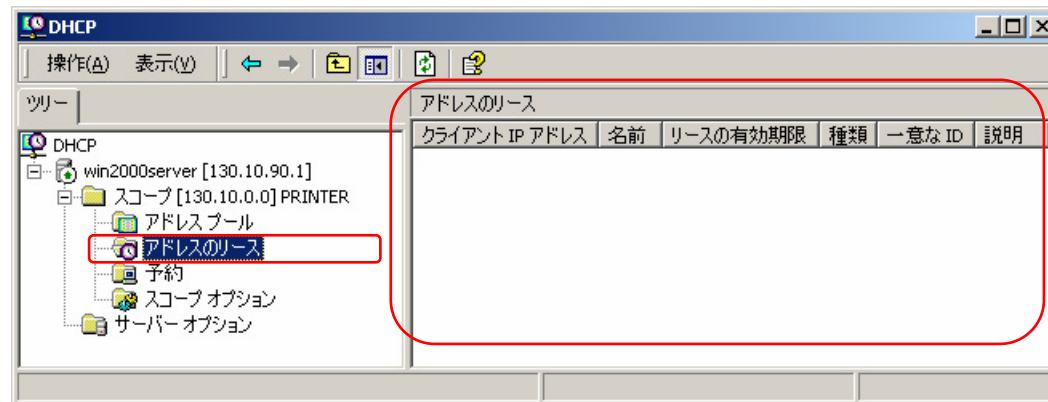 DHCP
操作(A) 表示(V)
ツリー
DHCP
win2000server [130.10.90.1]
スコープ [130.10.0.0] PRINTER
アドレス プール
アドレスのリース
予約
スコープ オプション
サーバー オプション
アドレスのリース
クライアント IP アドレス 名前 リースの有効期限 種類 一意な ID 説明